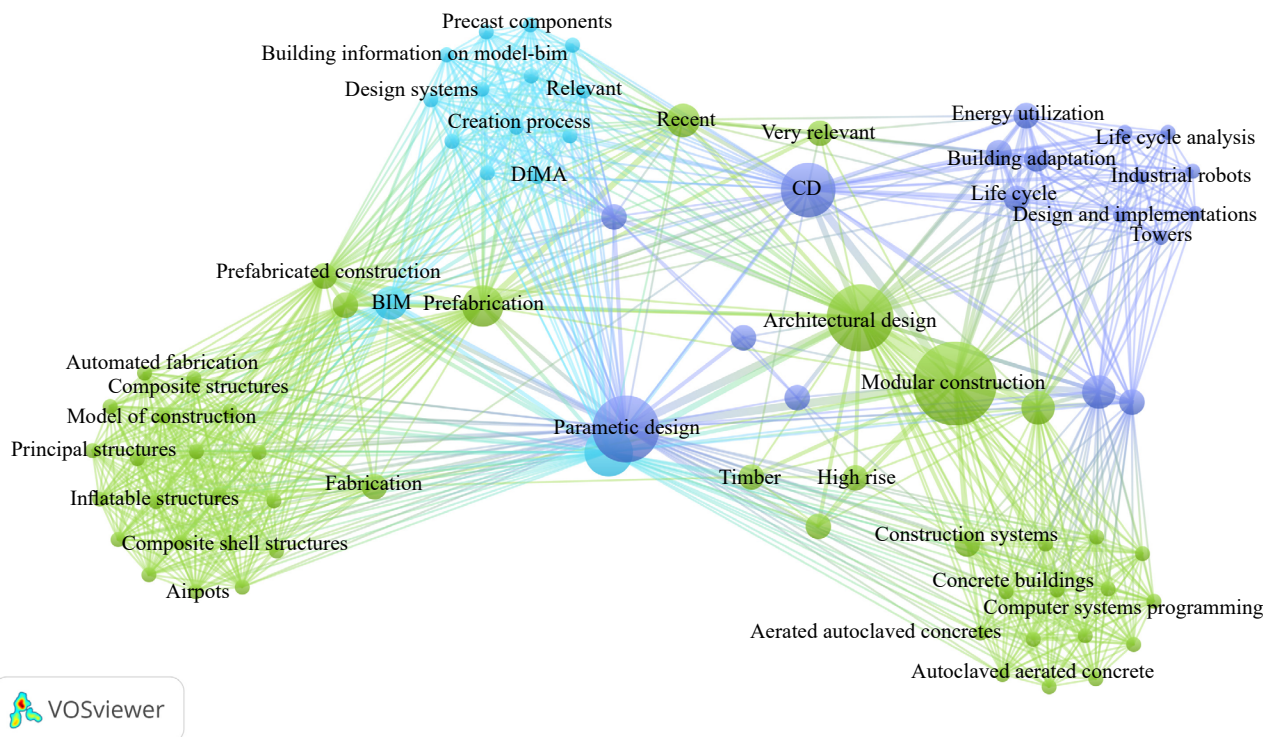 Precast components
Building information on model-bim
Design systems
Relevant
Creation process
DfMA
Recent
Very relevant
CD
Energy utilization
Life cycle analysis
Building adaptation
Industrial robots
Life cycle
Design and implementations
Towers
Prefabricated construction
BIM
Prefabrication
Architectural design
Modular construction
Automated fabrication
Composite structures
Model of construction
Principal structures
Inflatable structures
Fabrication
Composite shell structures
Airpots
Parametic design
Timber
High rise
Construction systems
Concrete buildings
Computer systems programming
Aerated autoclaved concretes
Autoclaved aerated concrete
VOSviewer